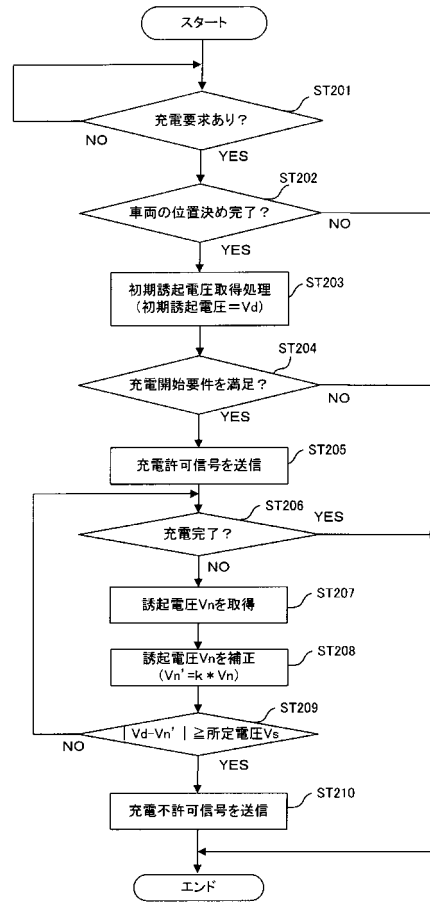 スタート
ST201
充電要求あり?
NO
YES
ST202
車両の位置決め完了?
NO
YES
ST203
初期誘起電圧取得処理
(初期誘起電圧=Vd)
ST204
充電開始要件を満足?
NO
YES
ST205
充電許可信号を送信
ST206
充電完了?
YES
NO
ST207
誘起電圧Vnを取得
ST208
誘起電圧Vnを補正
(Vn'=k*Vn)
ST209
|Vd-Vn'|≧所定電圧Vs
NO
YES
ST210
充電不許可信号を送信
エンド